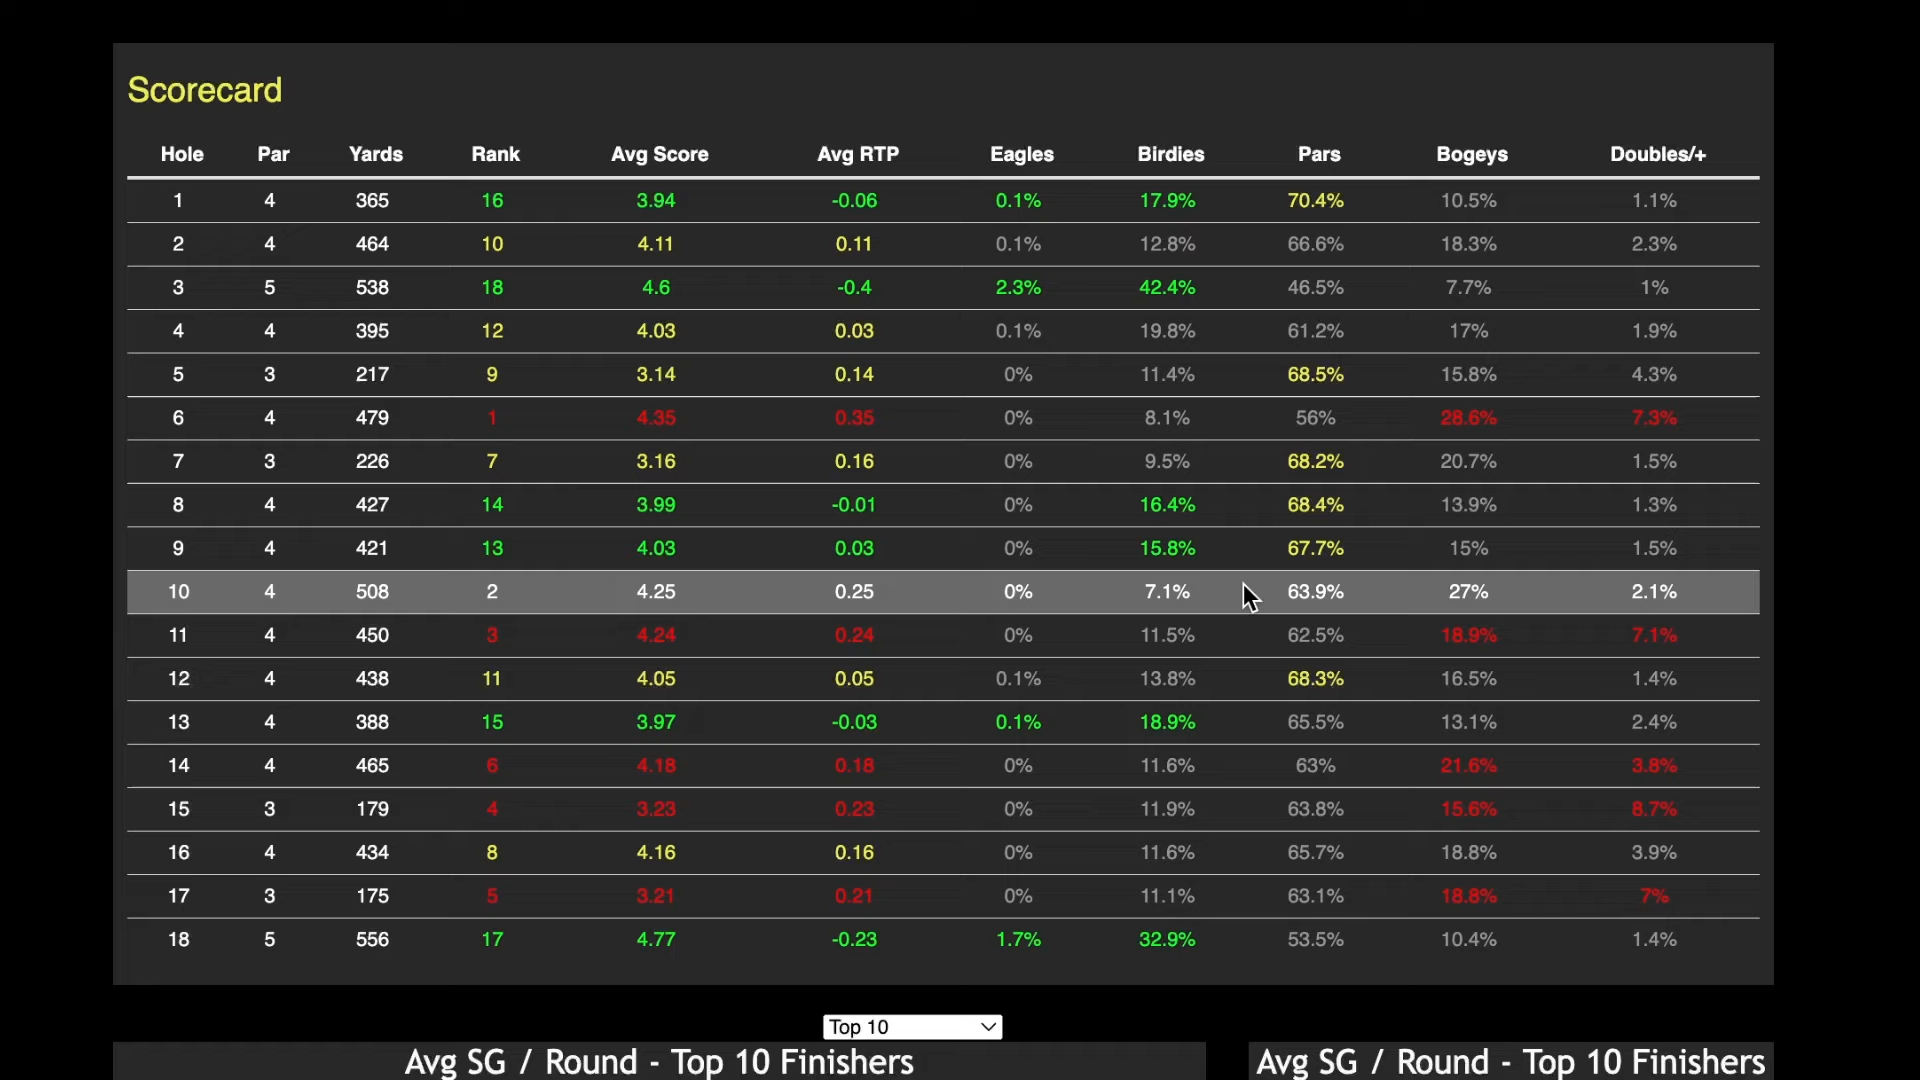 Scorecard
Hole Par Yards Rank Avg Score Avg RTP Eagles Birdies Pars Bogeys Doubles/+
1 4 365 16 3.94 -0.06 0.1% 17.9% 70.4% 10.5% 1.1%
2 4 464 10 4.11 0.11 0.1% 12.8% 66.6% 18.3% 2.3%
3 5 538 18 4.6 -0.4 2.3% 42.4% 46.5% 7.7% 1%
4 4 395 12 4.03 0.03 0.1% 19.8% 61.2% 17% 1.9%
5 3 217 9 3.14 0.14 0% 11.4% 68.5% 15.8% 4.3%
6 4 479 1 4.35 0.35 0% 8.1% 56% 28.6% 7.3%
7 3 226 7 3.16 0.16 0% 9.5% 68.2% 20.7% 1.5%
8 4 427 14 3.99 -0.01 0% 16.4% 68.4% 13.9% 1.3%
9 4 421 13 4.03 0.03 0% 15.8% 67.7% 15% 1.5%
10 4 508 2 4.25 0.25 0% 7.1% 63.9% 27% 2.1%
11 4 450 3 4.24 0.24 0% 11.5% 62.5% 18.9% 7.1%
12 4 438 11 4.05 0.05 0.1% 13.8% 68.3% 16.5% 1.4%
13 4 388 15 3.97 -0.03 0.1% 18.9% 65.5% 13.1% 2.4%
14 4 465 6 4.18 0.18 0% 11.6% 63% 21.6% 3.8%
15 3 179 4 3.23 0.23 0% 11.9% 63.8% 15.6% 8.7%
16 4 434 8 4.16 0.16 0% 11.6% 65.7% 18.8% 3.9%
17 3 175 5 3.21 0.21 0% 11.1% 63.1% 18.8% 7%
18 5 556 17 4.77 -0.23 1.7% 32.9% 53.5% 10.4% 1.4%
Top 10
Avg SG / Round - Top 10 Finishers
Avg SG / Round - Top 10 Finishers